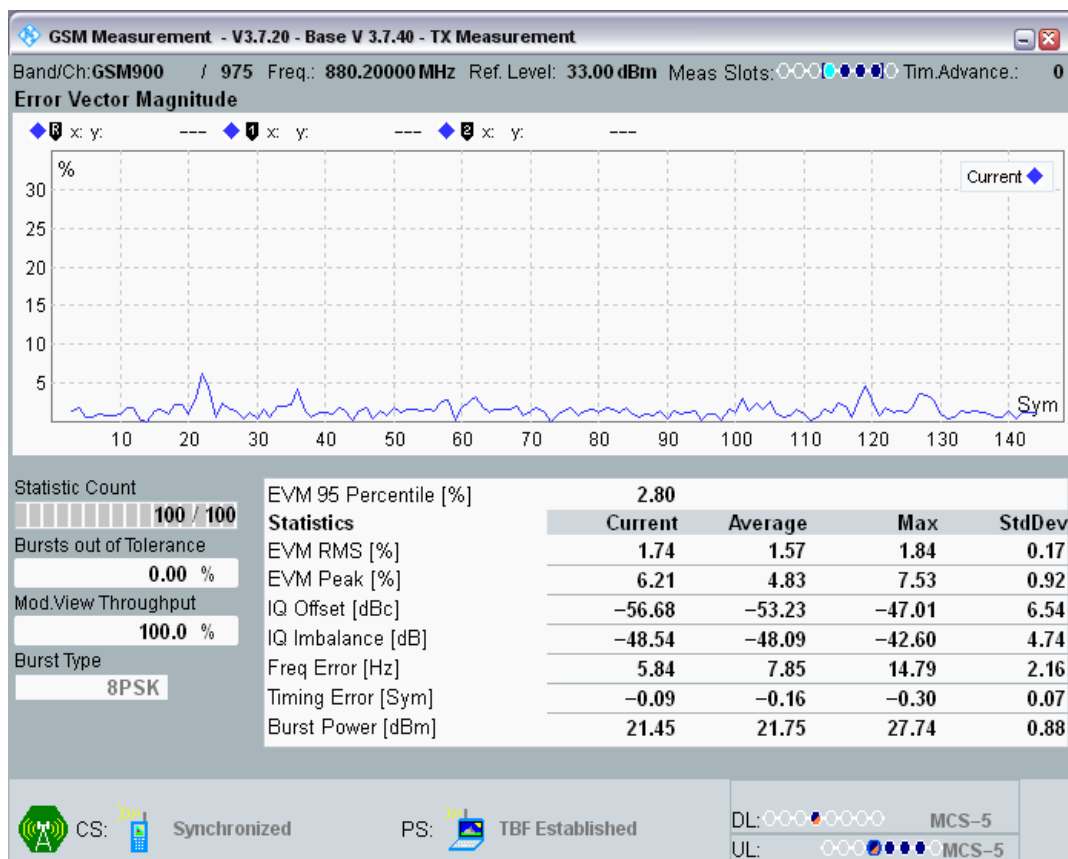 GSM Measurement - V3.7.20 - Base V 3.7.40 - TX Measurement
Band/Ch:GSM900 / 975 Freq.: 880.20000 MHz Ref. Level: 33.00 dBm Meas Slots: Tim.Advance.: 0
Error Vector Magnitude
R x: y: --- 1 x: y: --- 2 x: y: ---
%
Current
30
25
20
15
10
5
Sym
10 20 30 40 50 60 70 80 90 100 110 120 130 140
Statistic Count
100 / 100
Bursts out of Tolerance
0.00 %
Mod.View Throughput
100.0 %
Burst Type
8PSK
EVM 95 Percentile [%] 2.80
Statistics Current Average Max StdDev
EVM RMS [%] 1.74 1.57 1.84 0.17
EVM Peak [%] 6.21 4.83 7.53 0.92
IQ Offset [dBc] −56.68 −53.23 −47.01 6.54
IQ Imbalance [dB] −48.54 −48.09 −42.60 4.74
Freq Error [Hz] 5.84 7.85 14.79 2.16
Timing Error [Sym] −0.09 −0.16 −0.30 0.07
Burst Power [dBm] 21.45 21.75 27.74 0.88
CS: Synchronized PS: TBF Established
DL: MCS−5
UL: MCS−5